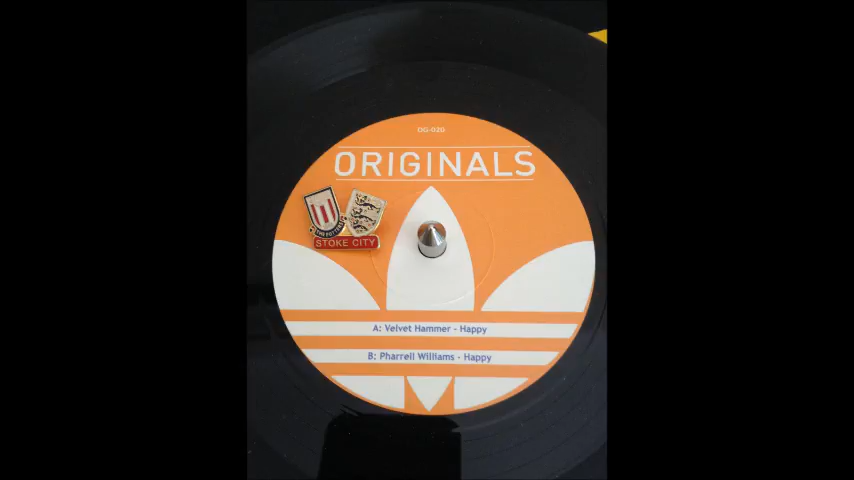 OG-020
ORIGINALS
STOKE CITY
A: Velvet Hammer - Happy
B: Pharrell Williams - Happy